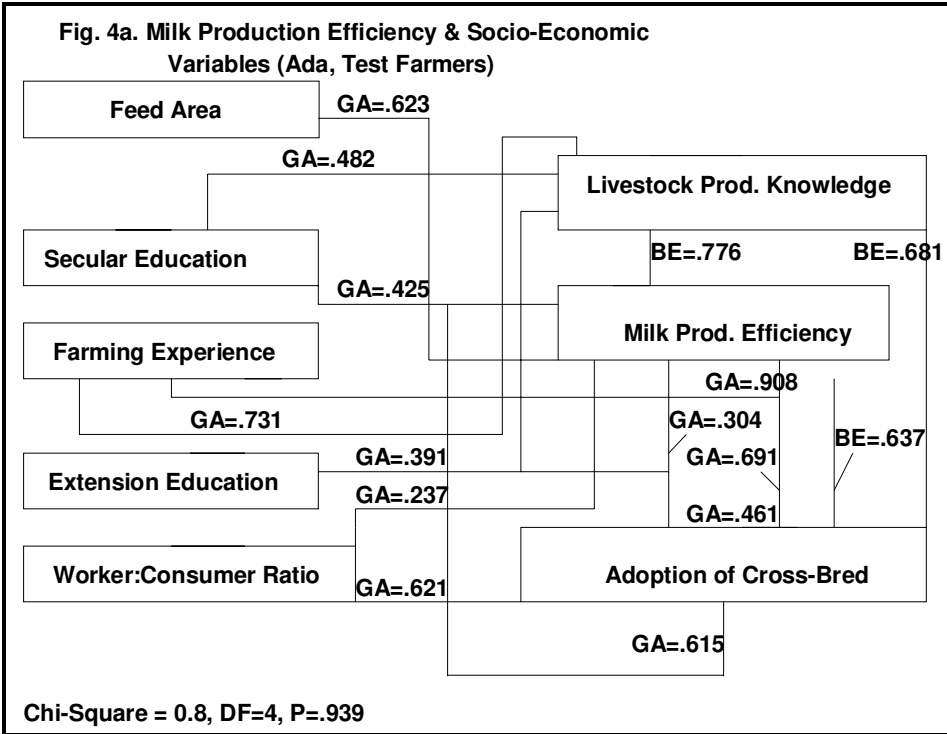 Fig. 4a. Milk Production Efficiency & Socio-Economic
Variables (Ada, Test Farmers)
Feed Area
GA=.623
GA=.482
Livestock Prod. Knowledge
Secular Education
BE=.776
BE=.681
GA=.425
Milk Prod. Efficiency
Farming Experience
GA=.908
GA=.731
GA=.304
BE=.637
GA=.391
GA=.691
Extension Education
GA=.237
GA=.461
Worker:Consumer Ratio
GA=.621
Adoption of Cross-Bred
GA=.615
Chi-Square = 0.8, DF=4, P=.939